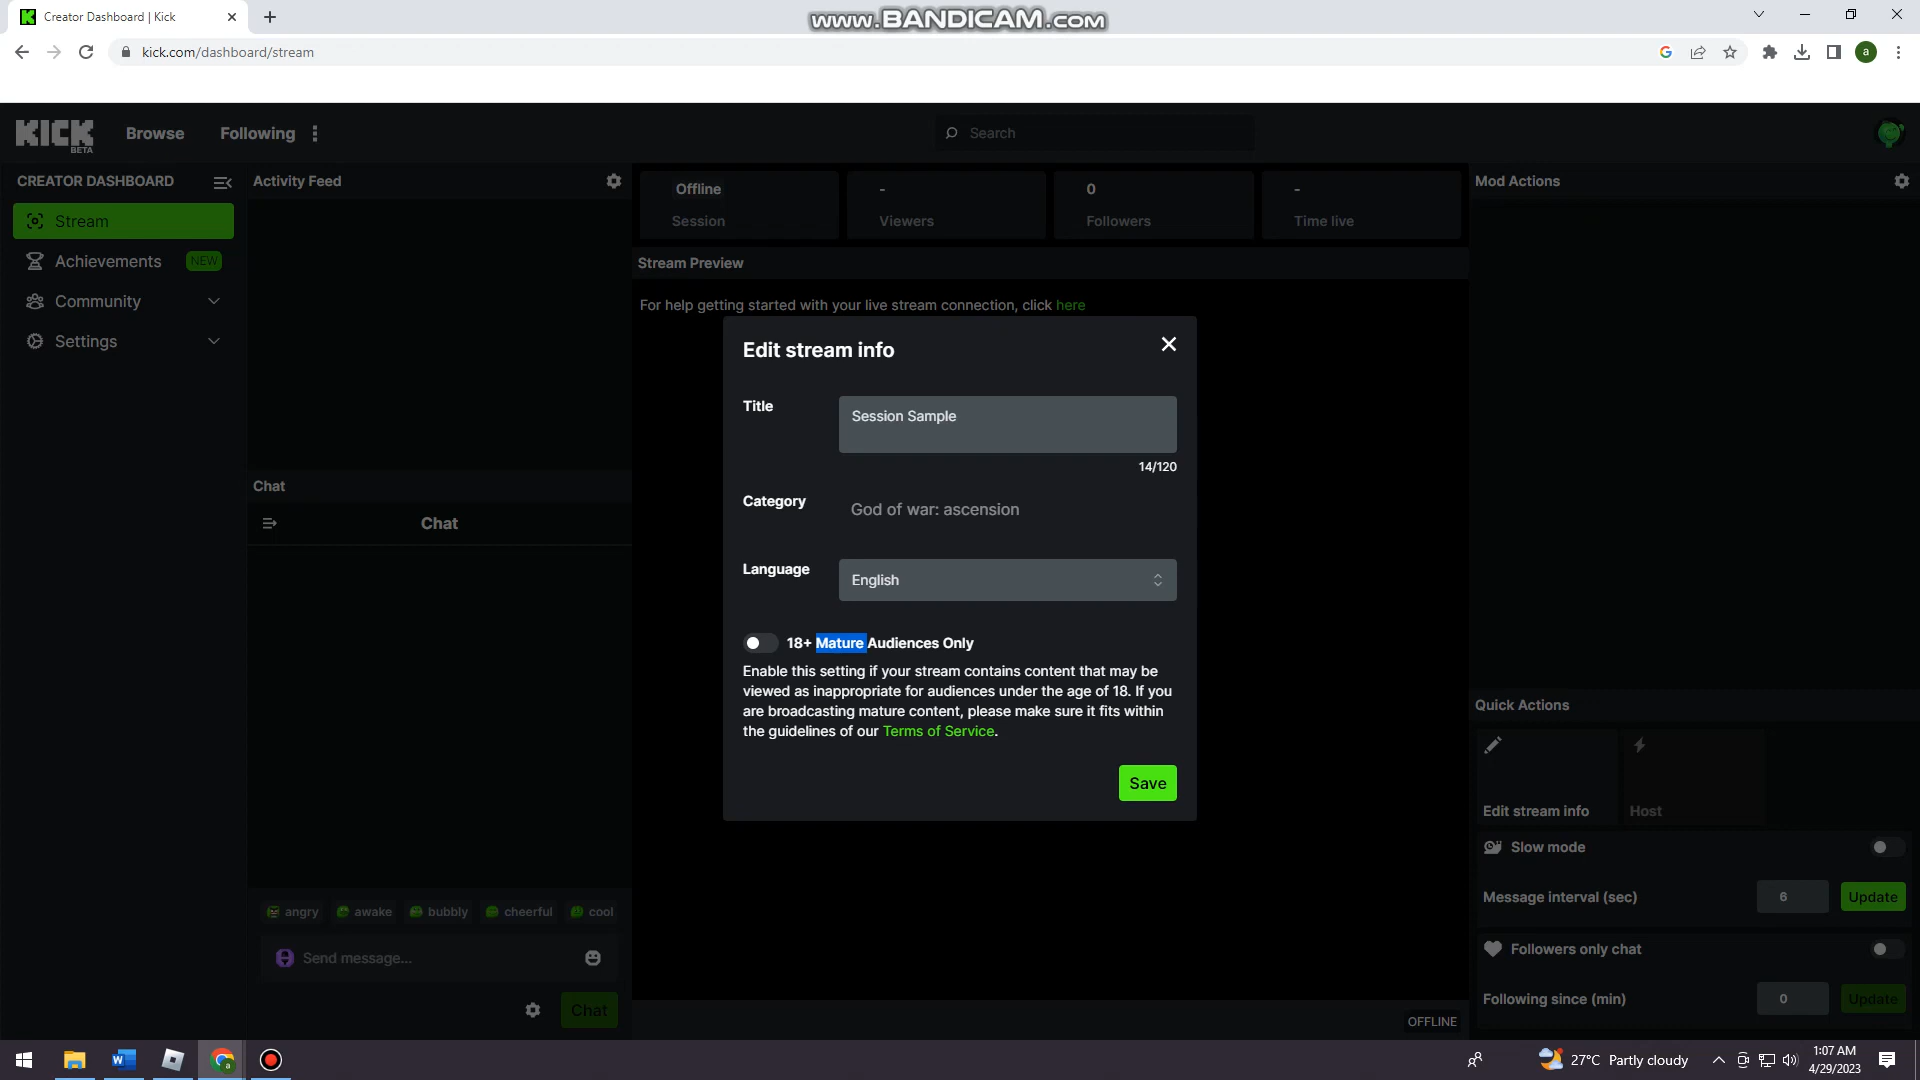 Creator Dashboard | Kick
www.BANDICAM.com
kick.com/dashboard/stream
a
KICK
BETA
Browse
Following
Search
CREATOR DASHBOARD
Stream
Achievements
NEW
Community
Settings
Activity Feed
Offline
Session
-
Viewers
0
Followers
-
Time live
Mod Actions
Stream Preview
For help getting started with your live stream connection, click here
Edit stream info
Title
Session Sample
14/120
Category
God of war: ascension
Language
English
18+ Mature Audiences Only
Enable this setting if your stream contains content that may be
viewed as inappropriate for audiences under the age of 18. If you
are broadcasting mature content, please make sure it fits within
the guidelines of our Terms of Service.
Save
Chat
Chat
angry
awake
bubbly
cheerful
cool
Send message...
Chat
OFFLINE
Quick Actions
Edit stream info
Host
Slow mode
Message interval (sec)
6
Update
Followers only chat
Following since (min)
0
Update
27°C Partly cloudy
1:07 AM
4/29/2023